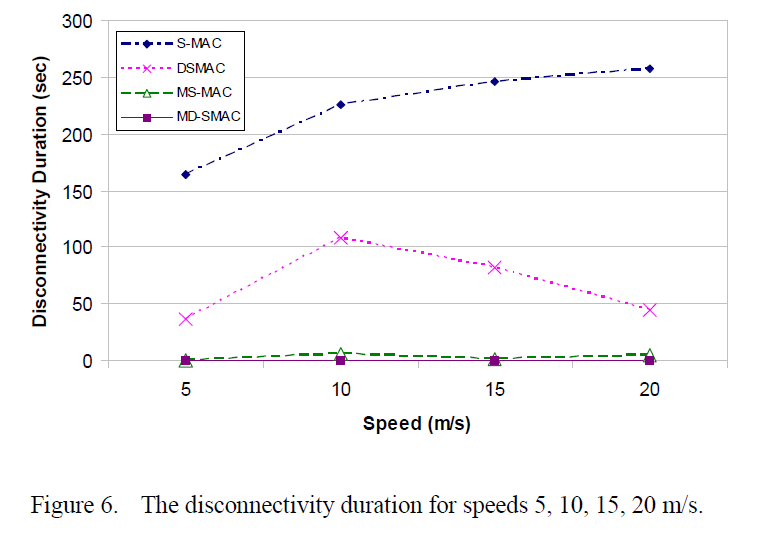 300
250
200
150
100
50
0
Disconnectivity Duration (sec)
S-MAC
DSMAC
MS-MAC
MD-SMAC
5 10 15 20
Speed (m/s)
Figure 6. The disconnectivity duration for speeds 5, 10, 15, 20 m/s.